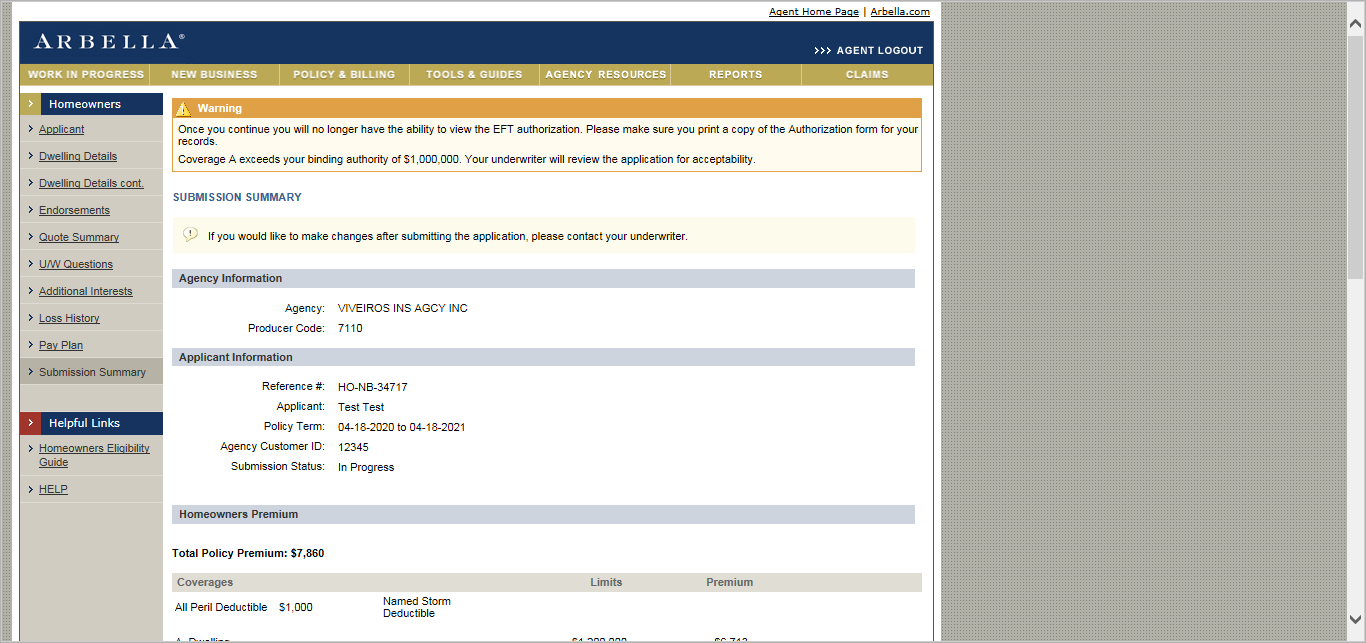 Agent Home Page | Arbella.com
ARBELLA®
>>> AGENT LOGOUT
WORK IN PROGRESS NEW BUSINESS POLICY & BILLING TOOLS & GUIDES AGENCY RESOURCES REPORTS CLAIMS
Homeowners
Applicant
Dwelling Details
Dwelling Details cont.
Endorsements
Quote Summary
U/W Questions
Additional Interests
Loss History
Pay Plan
Submission Summary
Helpful Links
Homeowners Eligibility
Guide
HELP
Warning
Once you continue you will no longer have the ability to view the EFT authorization. Please make sure you print a copy of the Authorization form for your
records.
Coverage A exceeds your binding authority of $1,000,000. Your underwriter will review the application for acceptability.
SUBMISSION SUMMARY
If you would like to make changes after submitting the application, please contact your underwriter.
Agency Information
Agency: VIVEIROS INS AGCY INC
Producer Code: 7110
Applicant Information
Reference #: HO-NB-34717
Applicant: Test Test
Policy Term: 04-18-2020 to 04-18-2021
Agency Customer ID: 12345
Submission Status: In Progress
Homeowners Premium
Total Policy Premium: $7,860
Coverages Limits Premium
All Peril Deductible $1,000 Named Storm
Deductible
A. Dwelling